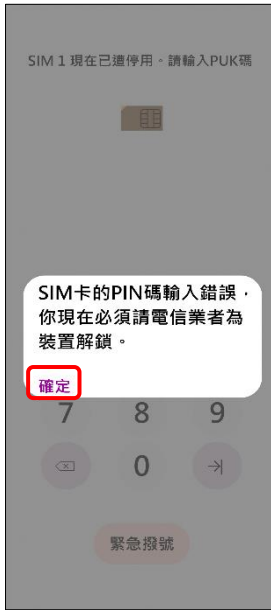 SIM 1 現在已遭停用。請輸入PUK碼
SIM卡的PIN碼輸入錯誤，
你現在必須請電信業者為
裝置解鎖。
確定
7 8 9
0
緊急撥號